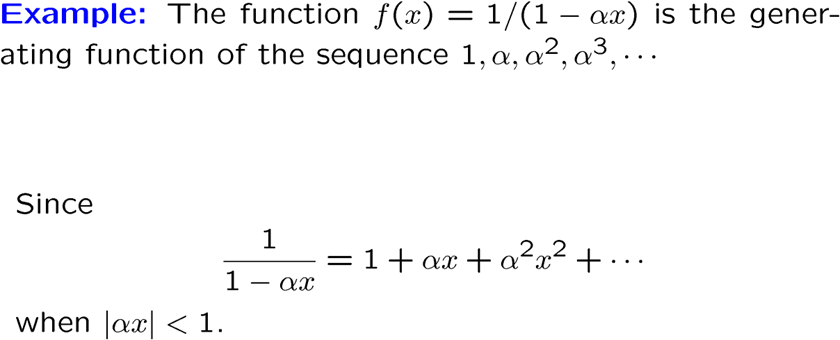 Example: The function f(x) = 1/(1 − αx) is the gener-
ating function of the sequence 1, α, α², α³, ⋯
Since
1/(1 − αx) = 1 + αx + α²x² + ⋯
when |αx| < 1.